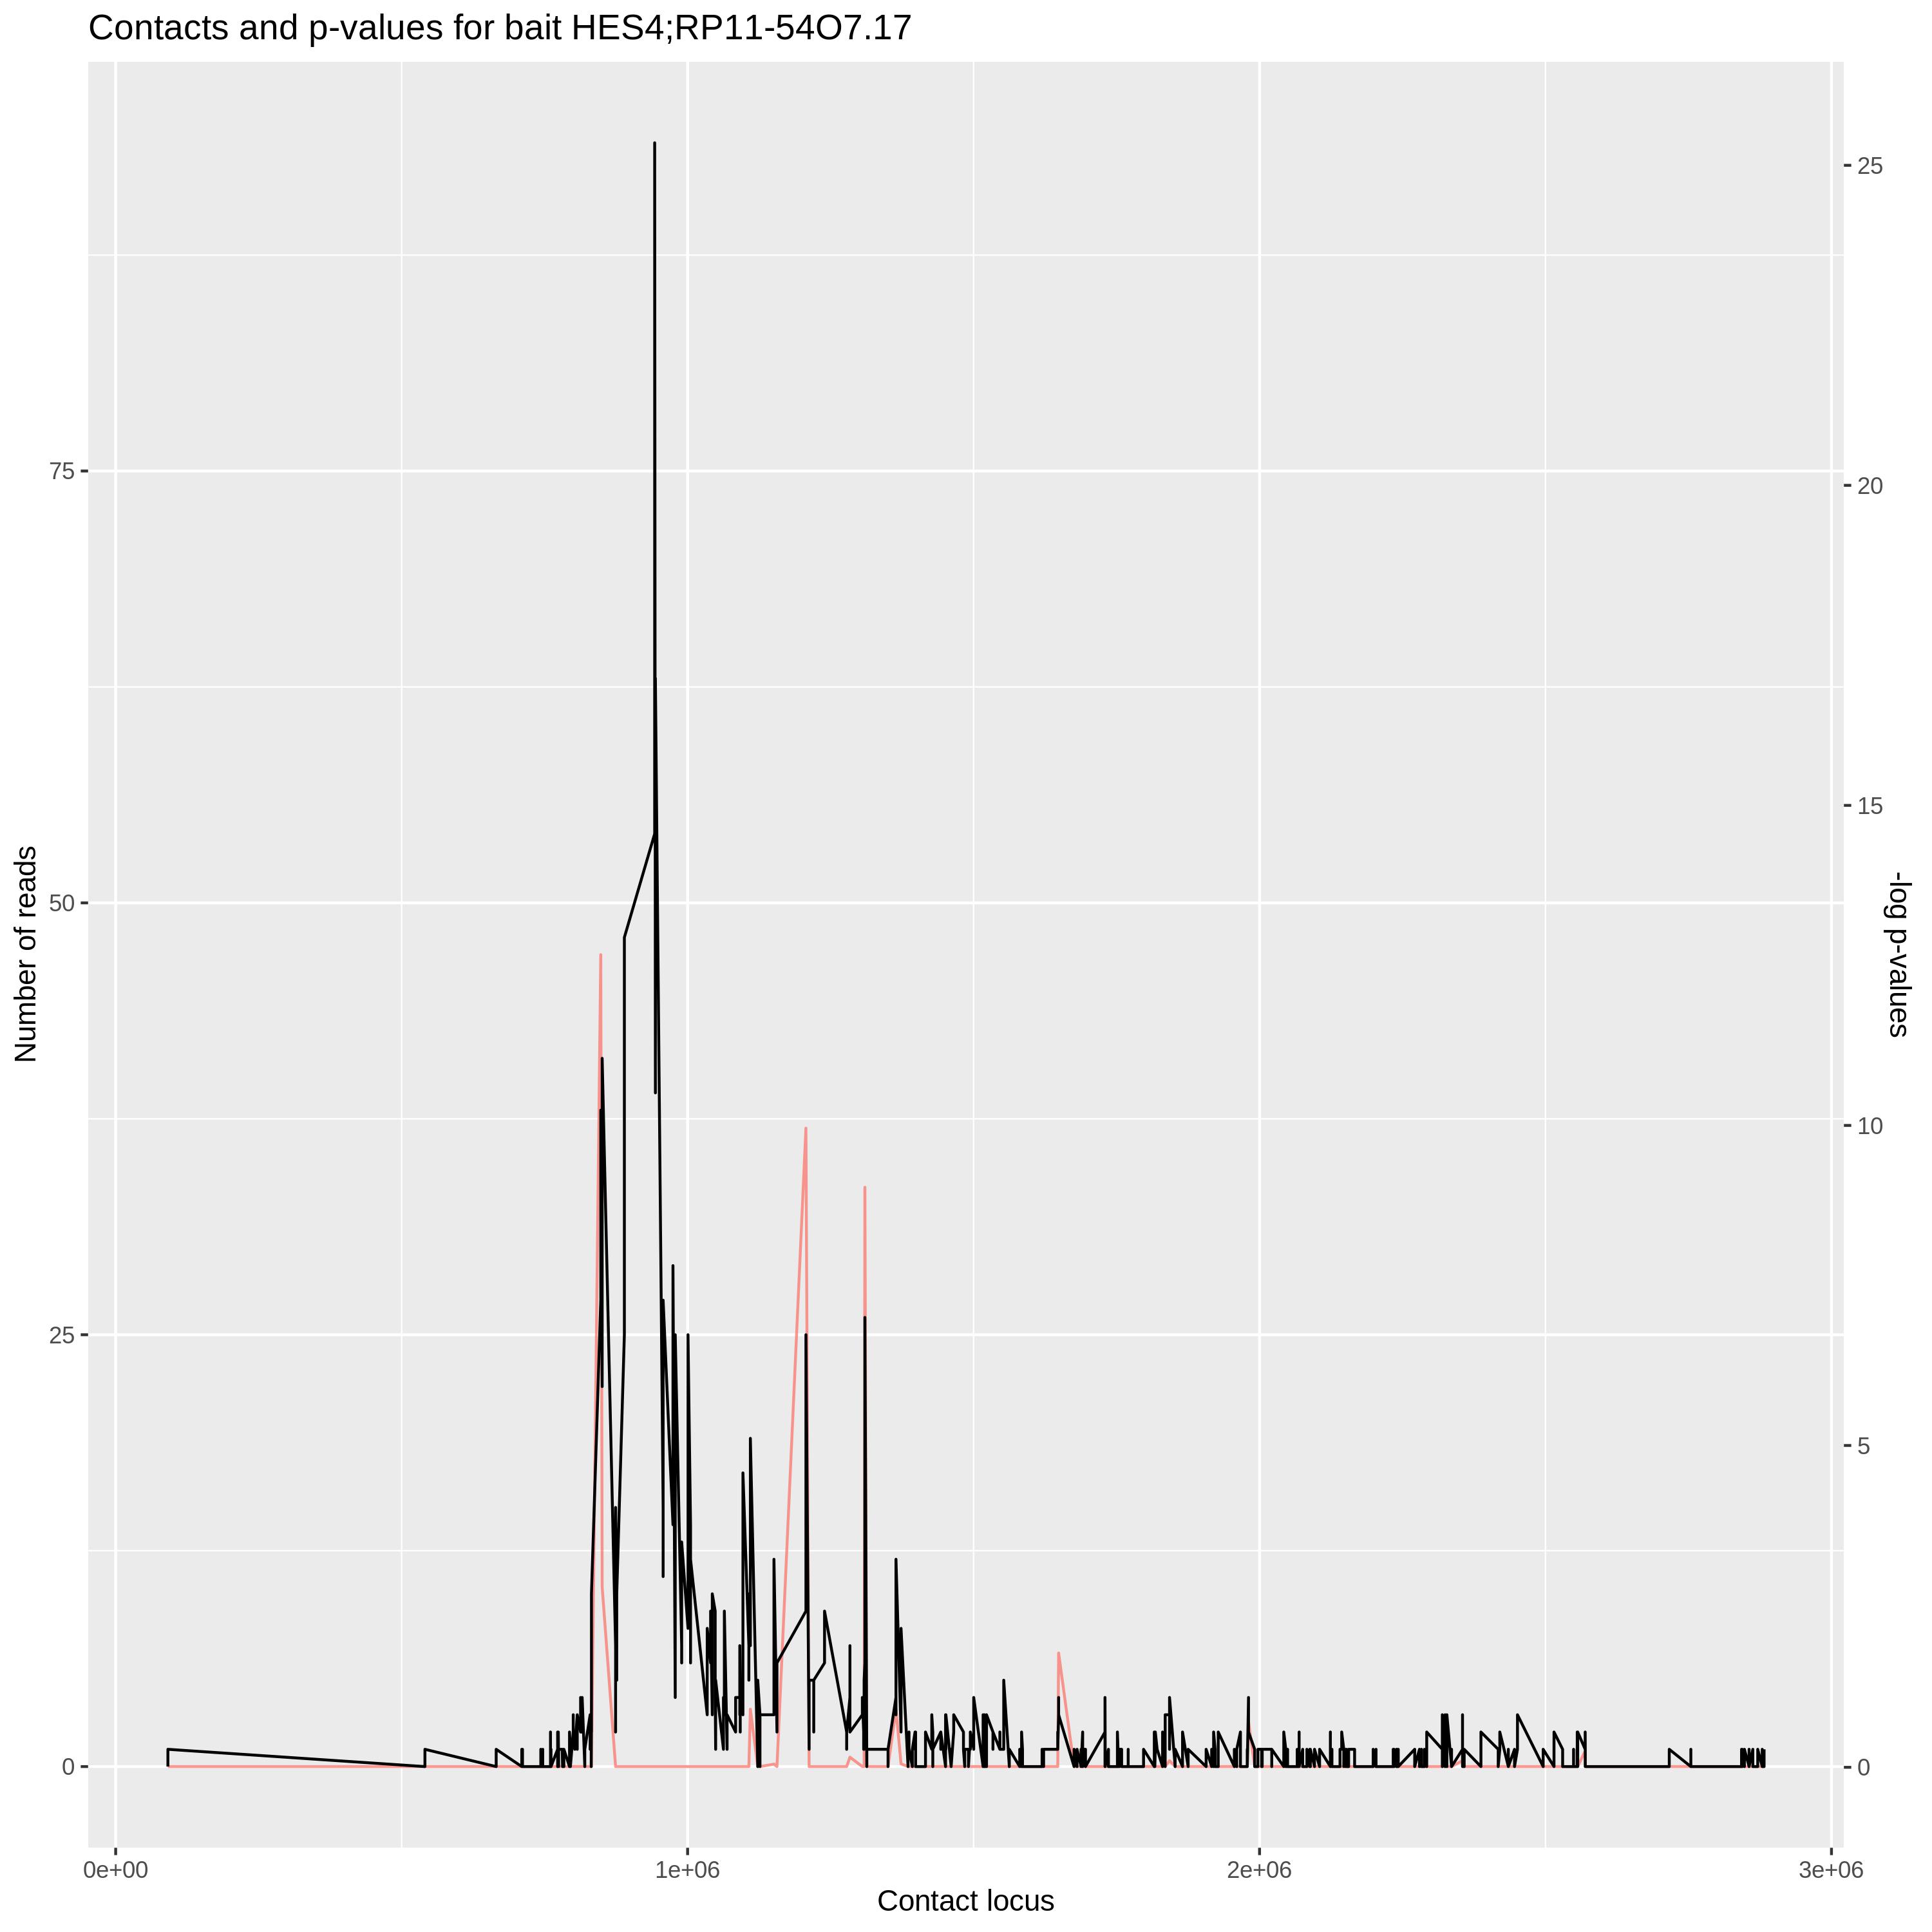 Contacts and p-values for bait HES4;RP11-54O7.17
Number of reads
75
50
25
0
25
20
15
10
5
0
-log p-values
0e+00
1e+06
2e+06
3e+06
Contact locus